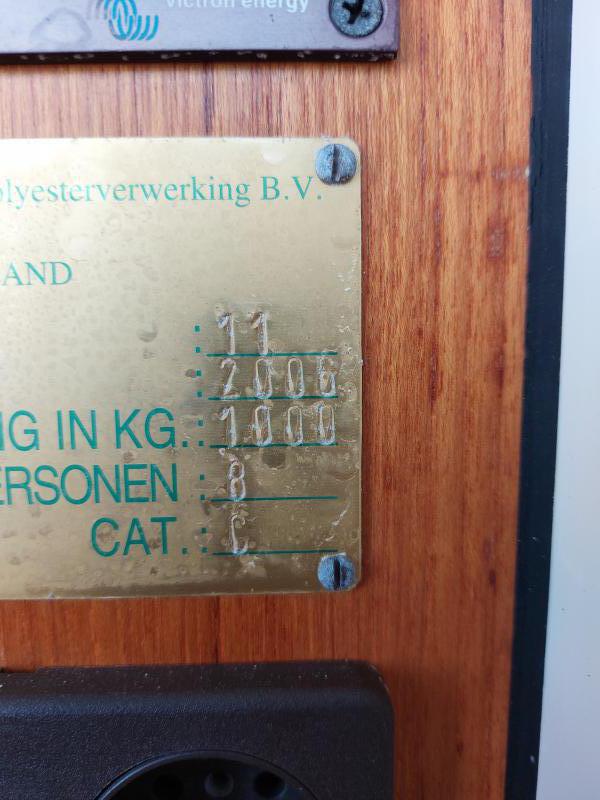 victron energy
olyesterverwerking B.V.
AND
: 11
: 2006
NG IN KG. : 1000
ERSONEN : 8
CAT. : C